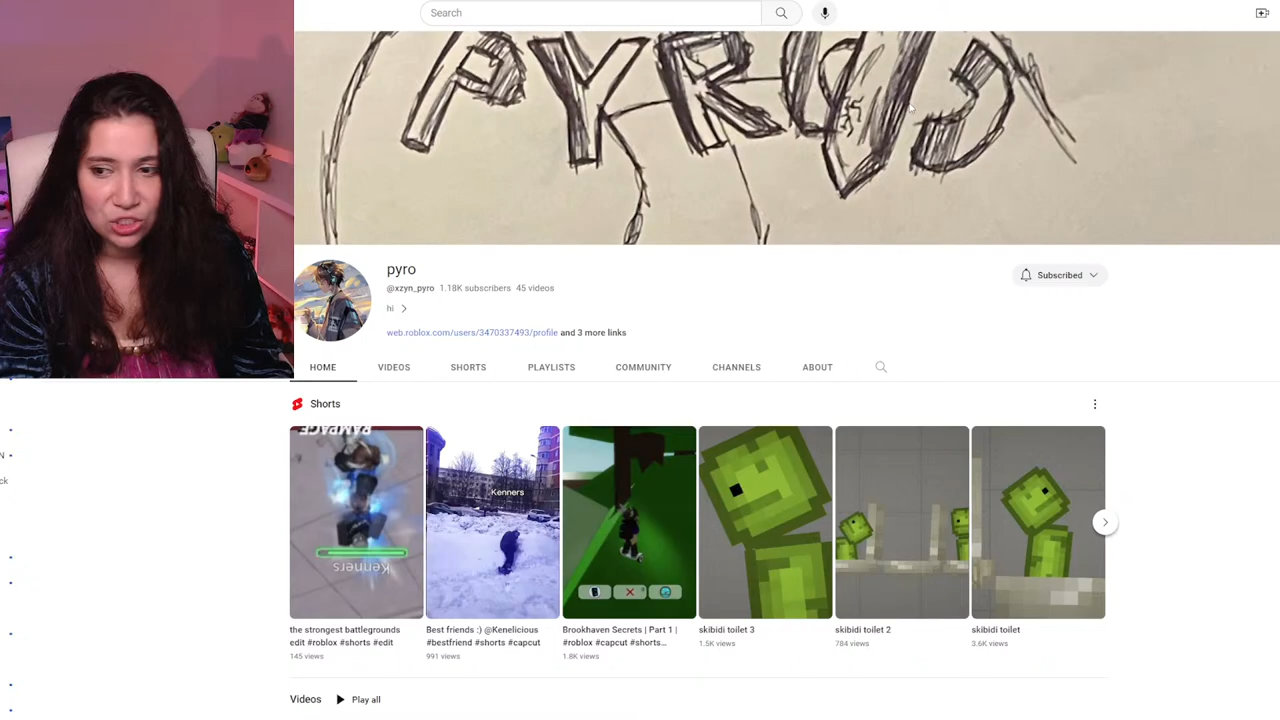 Search
PYRO
pyro
@xzyn_pyro 1.18K subscribers 45 videos
hi
web.roblox.com/users/3470337493/profile and 3 more links
Subscribed
HOME VIDEOS SHORTS PLAYLISTS COMMUNITY CHANNELS ABOUT
Shorts
RAMPAGE
Kenners
Kenners
the strongest battlegrounds
edit #roblox #shorts #edit
145 views
Best friends :) @Kenelicious
#bestfriend #shorts #capcut
991 views
Brookhaven Secrets | Part 1 |
#roblox #capcut #shorts...
1.8K views
skibidi toilet 3
1.5K views
skibidi toilet 2
784 views
skibidi toilet
3.6K views
Videos Play all
N
ck